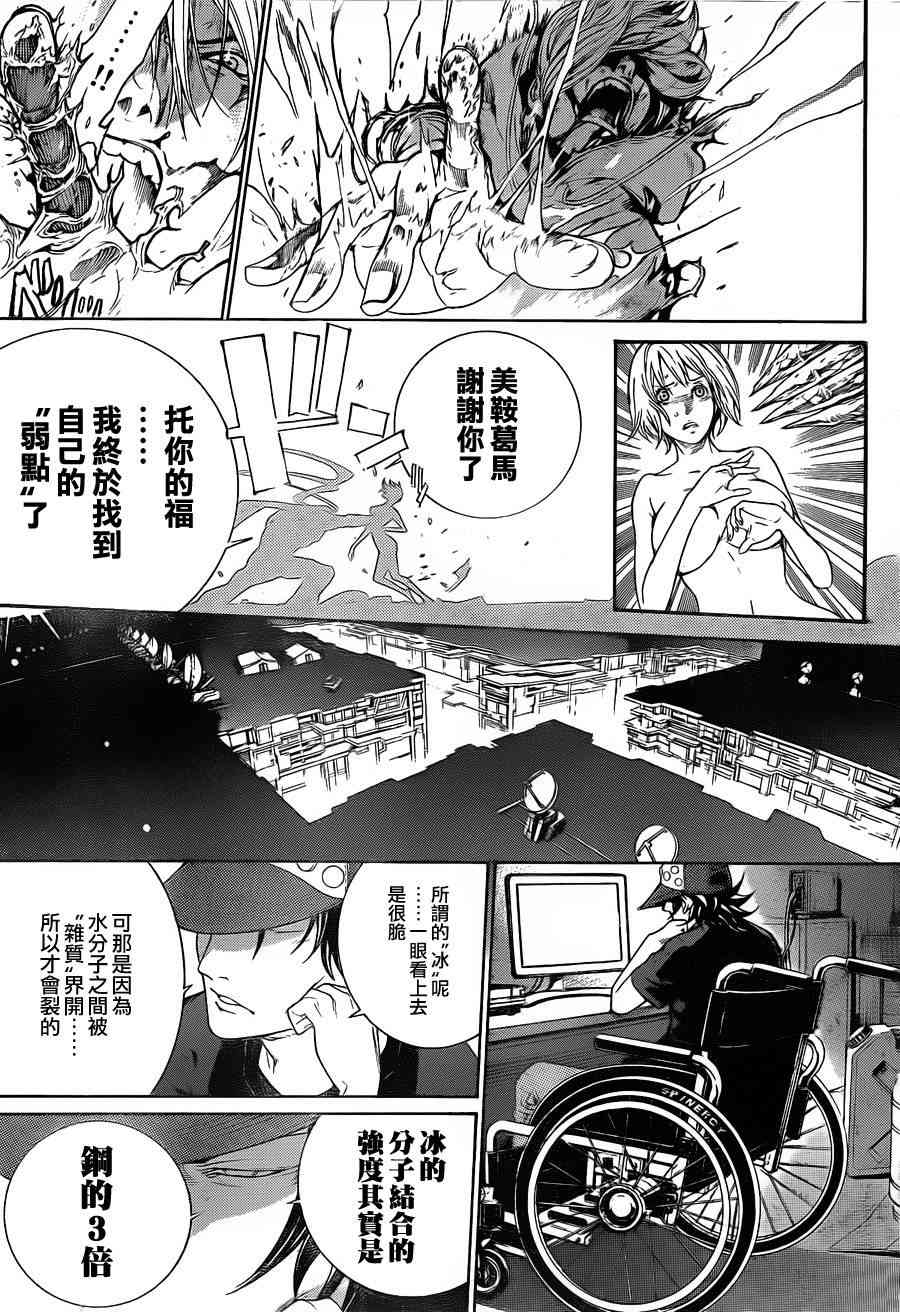 …!!
美鞍葛馬
謝謝你了
托你的福
……
我終於找到
自己的
“弱點”了
所謂的“冰”呢
……一眼看上去
是很脆
可那是因為
水分子之間被
“雜質”界開……
所以才會裂的
SPINERGY
冰的
分子結合的
強度其實是
鋼的3倍